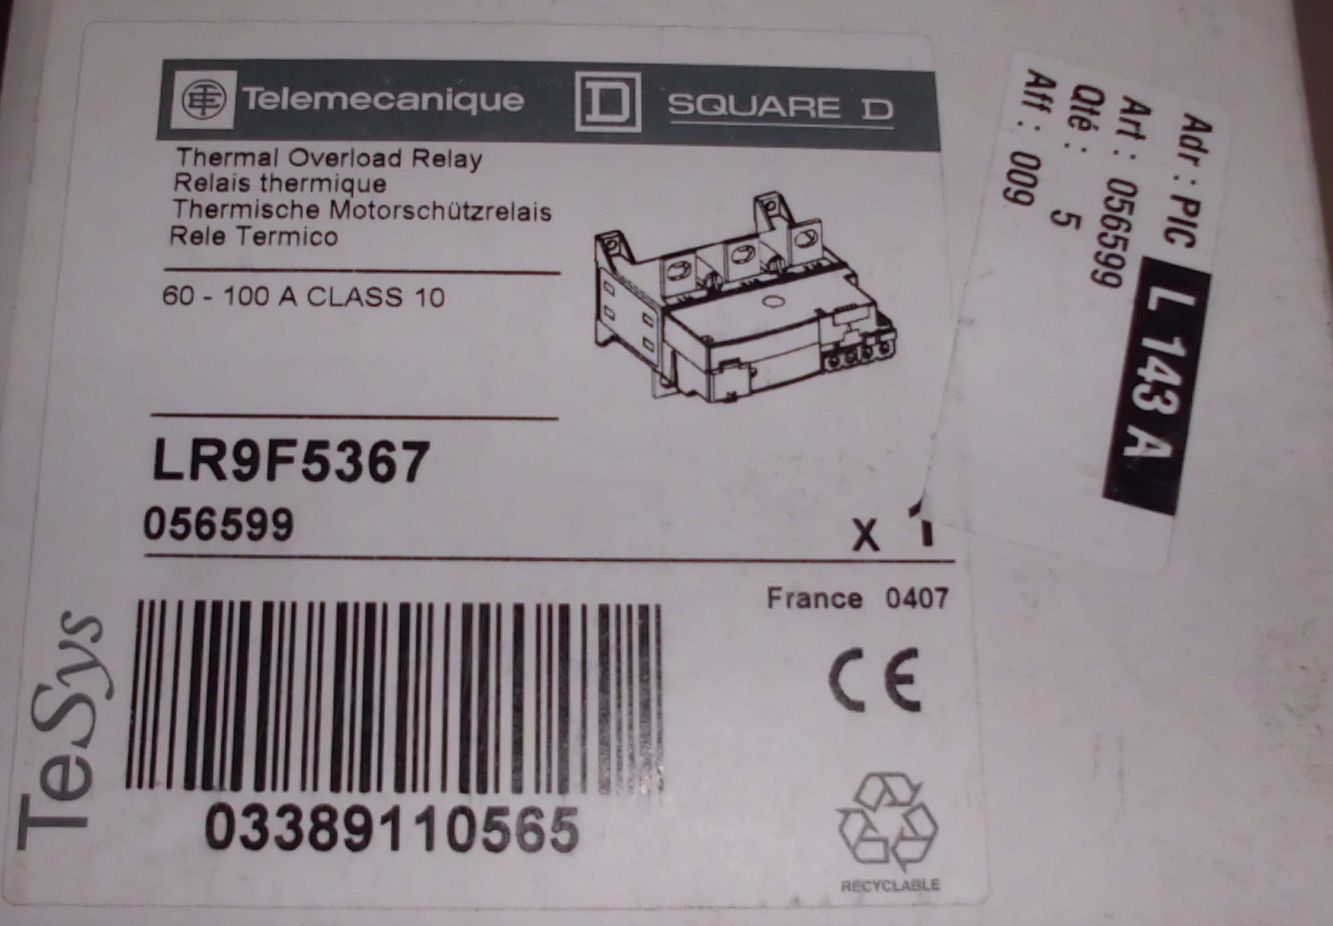 Telemecanique D SQUARE D
Thermal Overload Relay
Relais thermique
Thermische Motorschützrelais
Rele Termico
60 - 100 A CLASS 10
LR9F5367
056599
x 1
France 0407
CE
TeSys
03389110565
RECYCLABLE
Adr : PIC L 143 A
Art : 056599
Qté : 5
Aff : 009